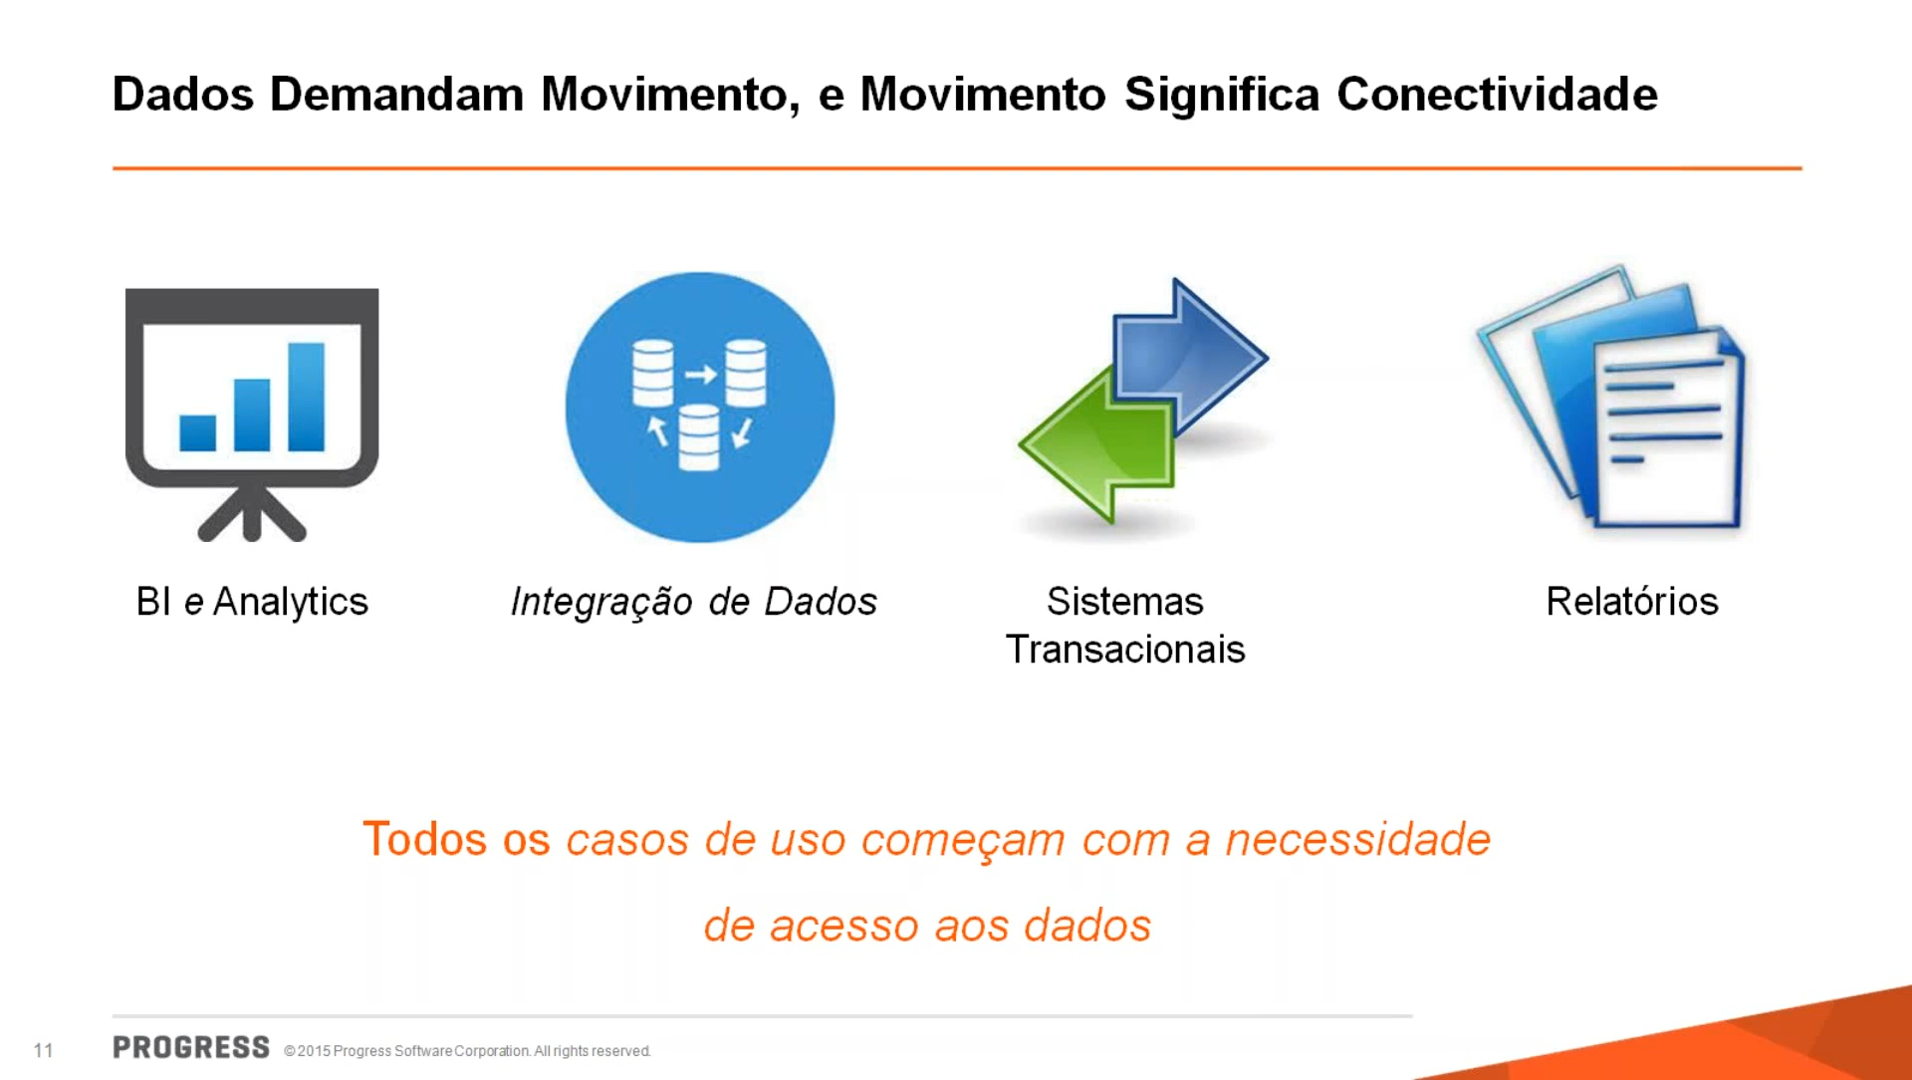 Dados Demandam Movimento, e Movimento Significa Conectividade
BI e Analytics
Integração de Dados
Sistemas
Transacionais
Relatórios
Todos os casos de uso começam com a necessidade
de acesso aos dados
11
PROGRESS
©2015 Progress Software Corporation. All rights reserved.